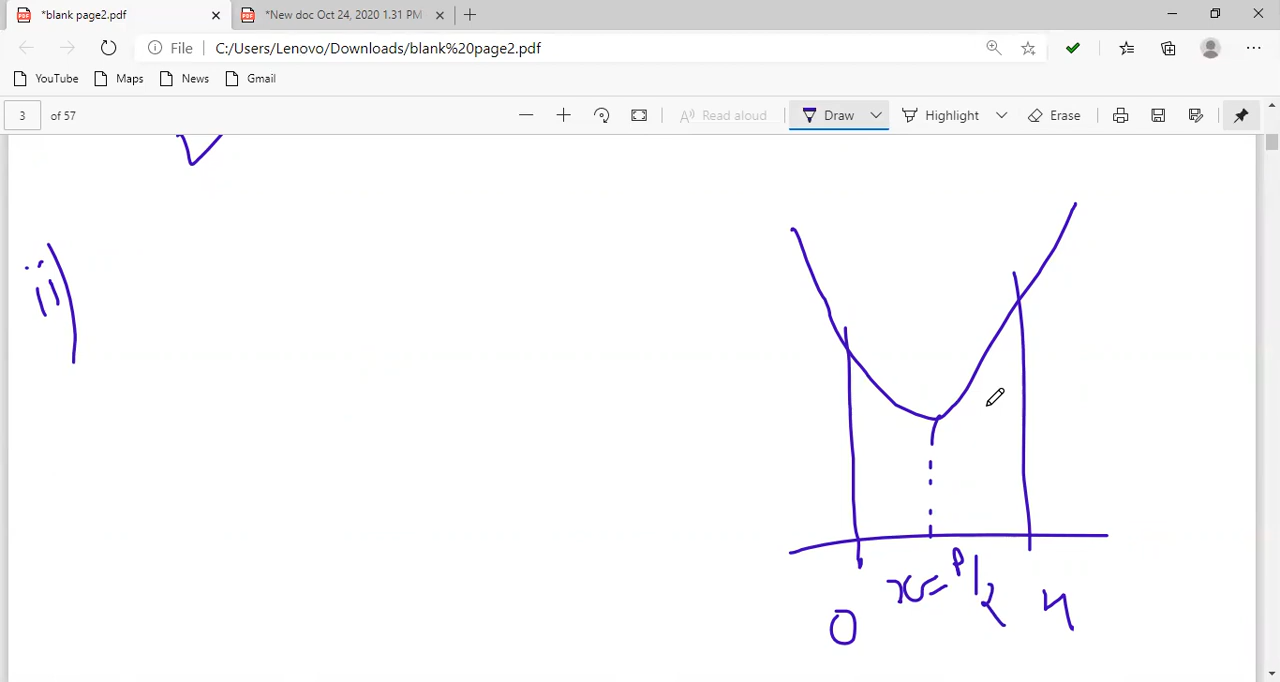 *blank page2.pdf
*New doc Oct 24, 2020 1.31 PM
File C:/Users/Lenovo/Downloads/blank%20page2.pdf
YouTube Maps News Gmail
3 of 57
Read aloud Draw Highlight Erase
ii)
0 x=P/2 4